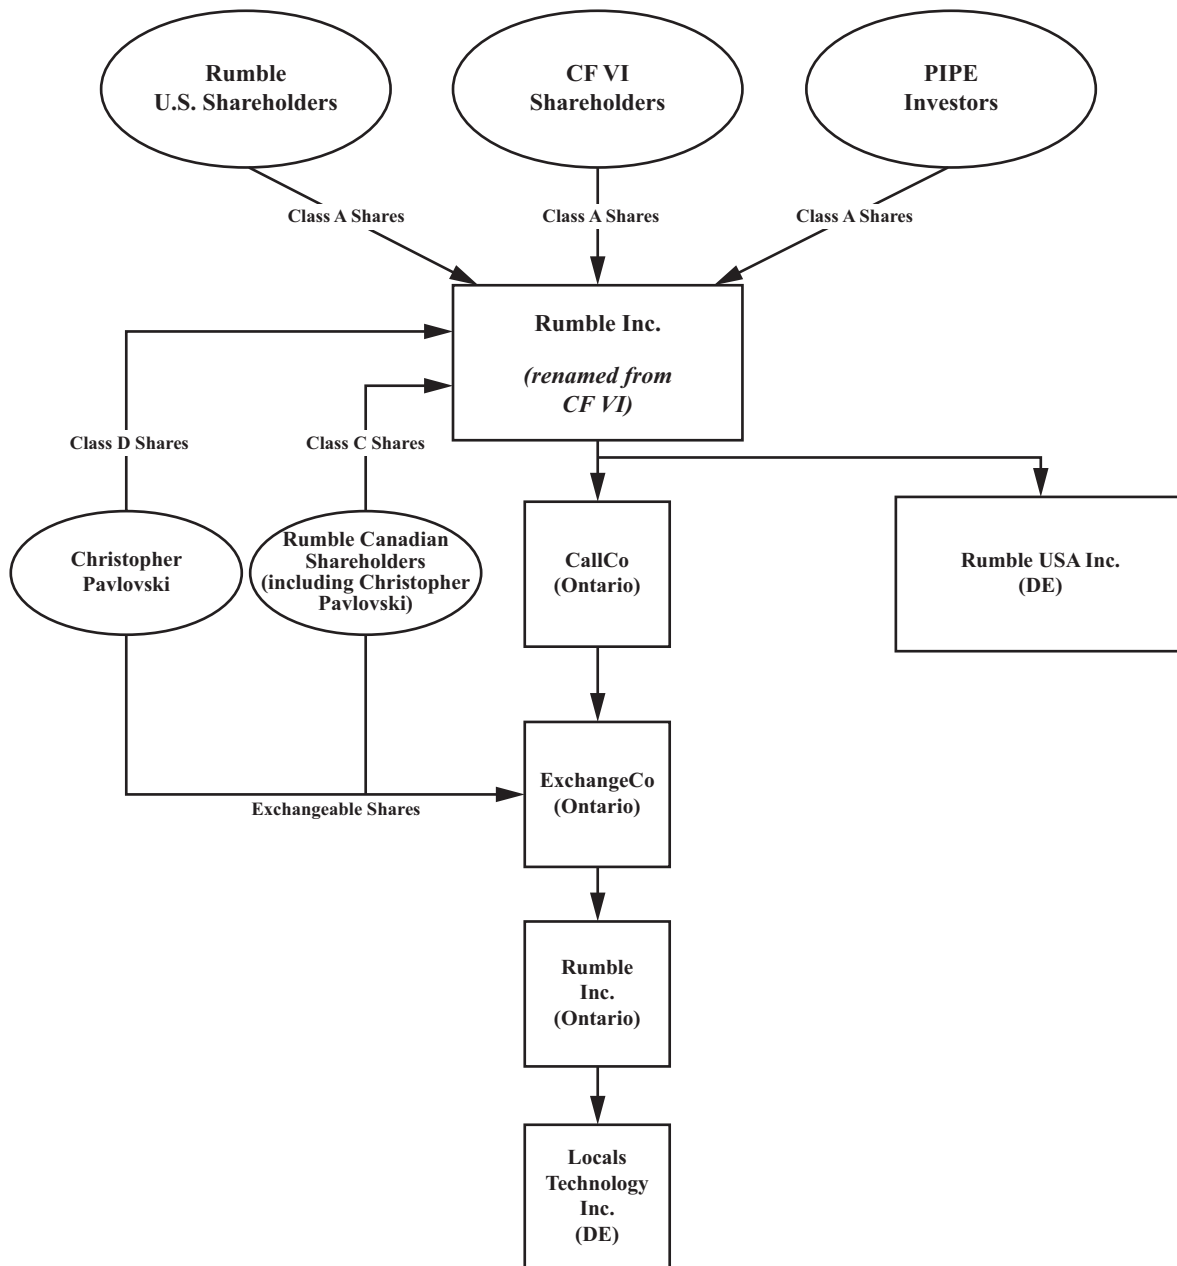 Rumble
U.S. Shareholders
CF VI
Shareholders
PIPE
Investors
Class A Shares
Class A Shares
Class A Shares
Rumble Inc.
(renamed from
CF VI)
Class D Shares
Class C Shares
Christopher
Pavlovski
Rumble Canadian
Shareholders
(including Christopher
Pavlovski)
CallCo
(Ontario)
Rumble USA Inc.
(DE)
ExchangeCo
(Ontario)
Exchangeable Shares
Rumble
Inc.
(Ontario)
Locals
Technology
Inc.
(DE)